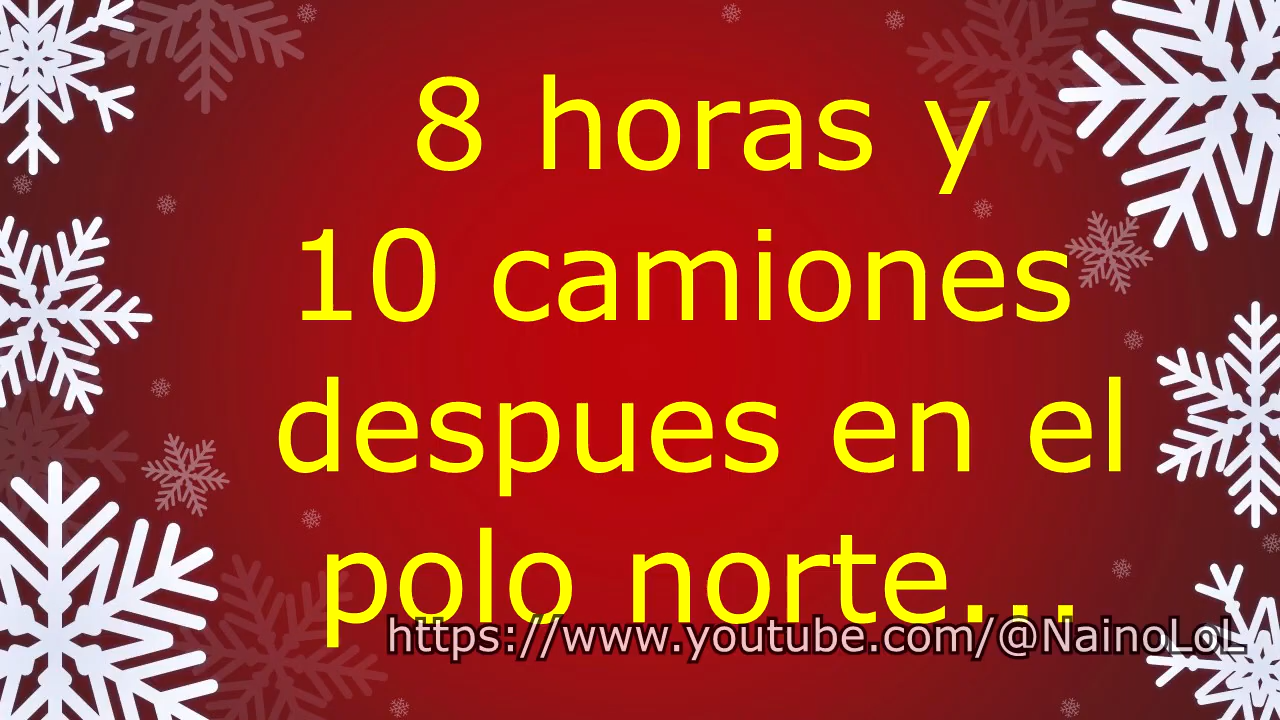 8 horas y
10 camiones
despues en el
polo norte...
https://www.youtube.com/@NainoLoL